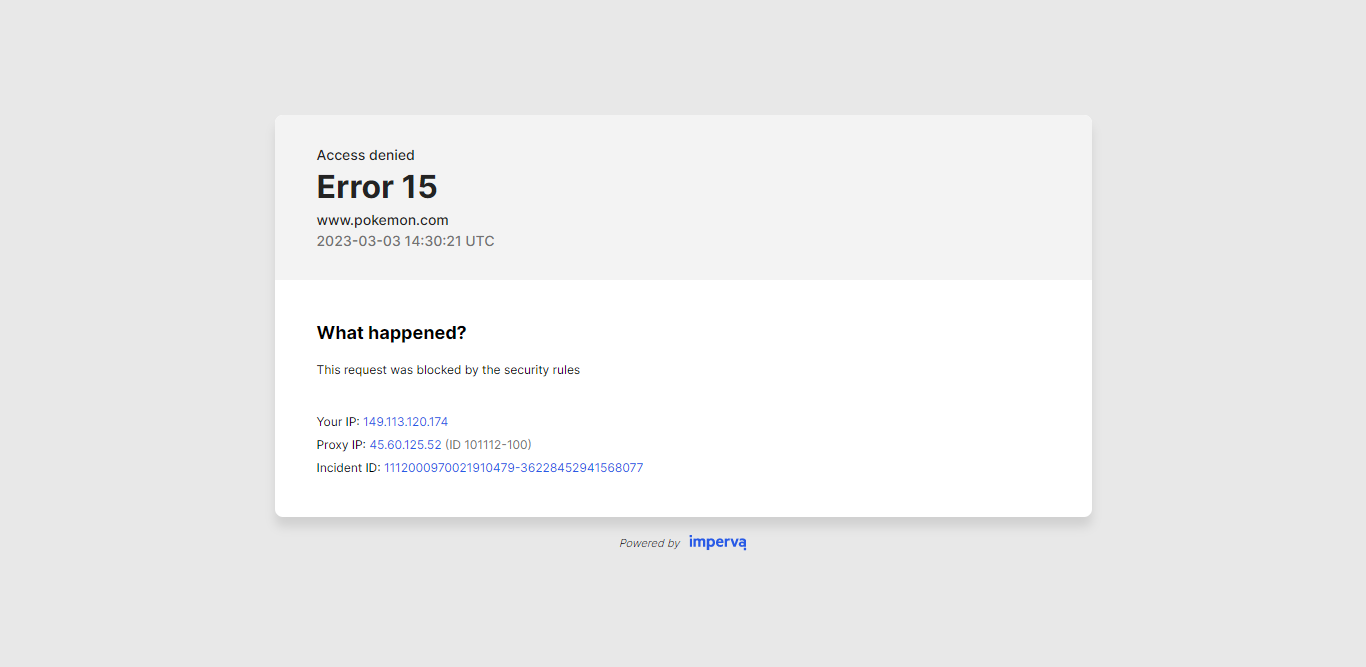 Access denied
Error 15
www.pokemon.com
2023-03-03 14:30:21 UTC
What happened?
This request was blocked by the security rules
Your IP: 149.113.120.174
Proxy IP: 45.60.125.52 (ID 101112-100)
Incident ID: 1112000970021910479-36228452941568077
Powered by imperva